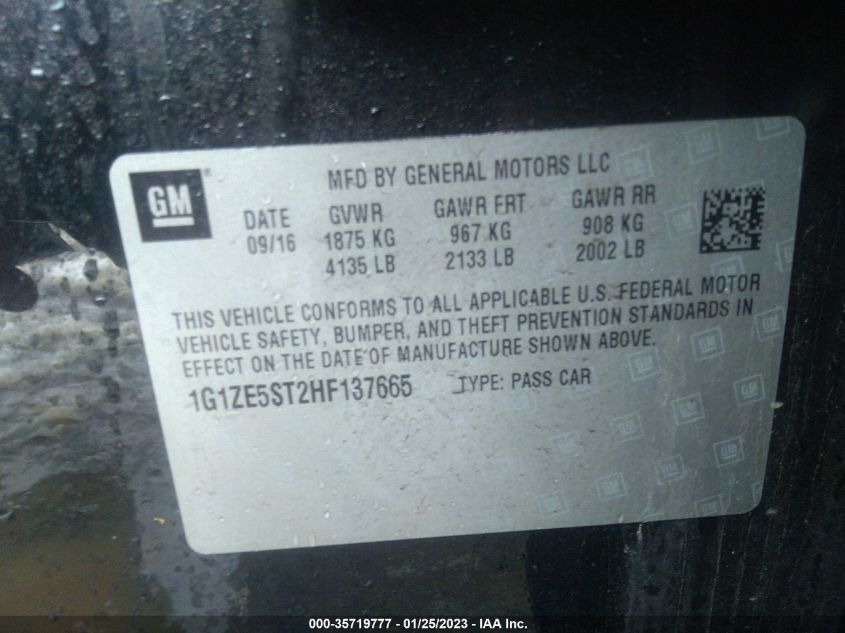 GM
MFD BY GENERAL MOTORS LLC
DATE GVWR GAWR FRT GAWR RR
09/16 1875 KG 967 KG 908 KG
4135 LB 2133 LB 2002 LB
THIS VEHICLE CONFORMS TO ALL APPLICABLE U.S. FEDERAL MOTOR
VEHICLE SAFETY, BUMPER, AND THEFT PREVENTION STANDARDS IN
EFFECT ON THE DATE OF MANUFACTURE SHOWN ABOVE.
1G1ZE5ST2HF137665 TYPE: PASS CAR
000-35719777 — 01/25/2023 — IAA Inc.